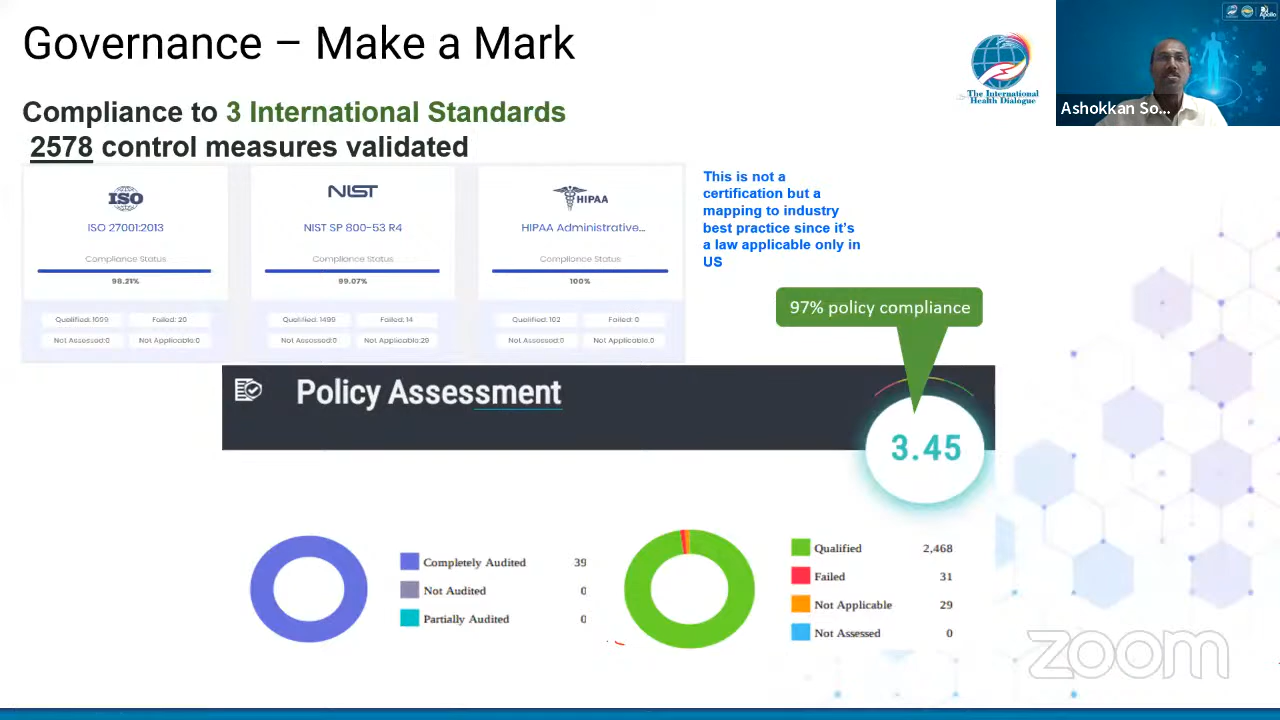 Governance – Make a Mark
The International
Health Dialogue
Apollo
Ashokkan So...
Compliance to 3 International Standards
2578 control measures validated
ISO
ISO 27001:2013
Compliance Status
98.21%
Qualified: 1099
Failed: 20
Not Assessed:0
Not Applicable:0
NIST
NIST SP 800-53 R4
Compliance Status
99.07%
Qualified: 1496
Failed: 14
Not Assessed:0
Not Applicable:29
HIPAA
HIPAA Administrative...
Compliance Status
100%
Qualified: 102
Failed: 0
Not Assessed:0
Not Applicable:0
This is not a
certification but a
mapping to industry
best practice since it's
a law applicable only in
US
97% policy compliance
Policy Assessment
3.45
Completely Audited 39
Not Audited 0
Partially Audited 0
Qualified 2,468
Failed 31
Not Applicable 29
Not Assessed 0
zoom